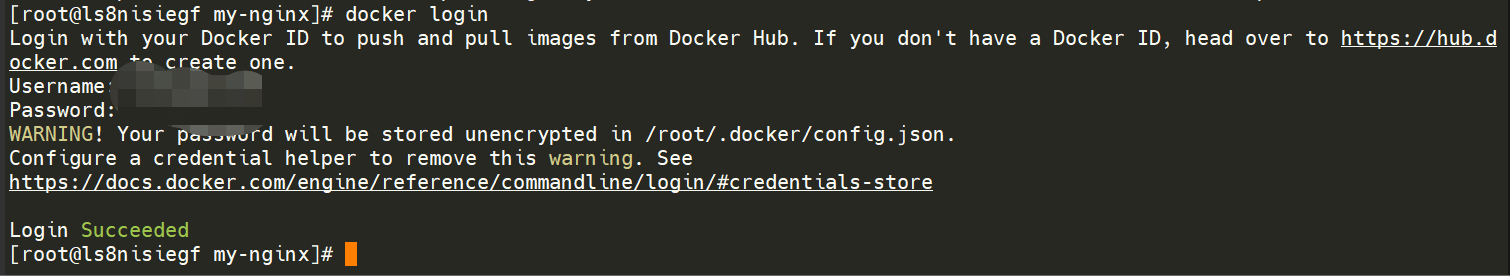 [root@ls8nisiegf my-nginx]# docker login
Login with your Docker ID to push and pull images from Docker Hub. If you don't have a Docker ID, head over to https://hub.d
ocker.com to create one.
Username:
Password:
WARNING! Your password will be stored unencrypted in /root/.docker/config.json.
Configure a credential helper to remove this warning. See
https://docs.docker.com/engine/reference/commandline/login/#credentials-store
Login Succeeded
[root@ls8nisiegf my-nginx]#